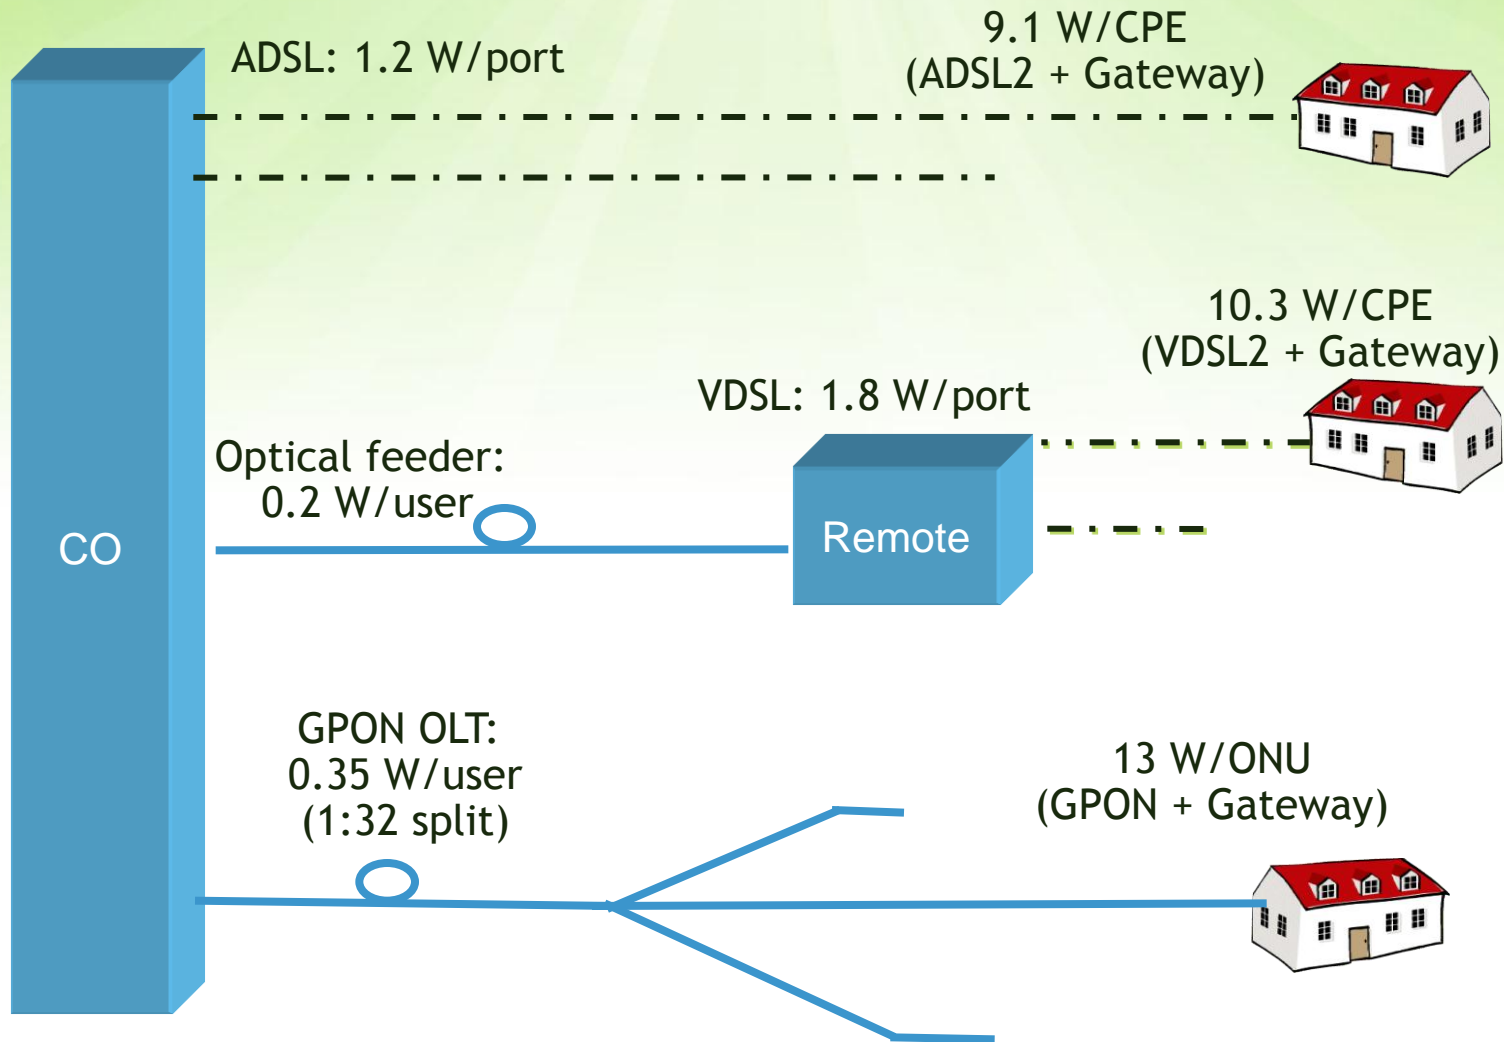 ADSL: 1.2 W/port
9.1 W/CPE
(ADSL2 + Gateway)
10.3 W/CPE
(VDSL2 + Gateway)
VDSL: 1.8 W/port
Optical feeder:
0.2 W/user
CO
Remote
GPON OLT:
0.35 W/user
(1:32 split)
13 W/ONU
(GPON + Gateway)